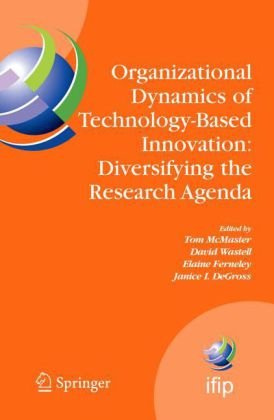 Organizational
Dynamics of
Technology-Based
Innovation:
Diversifying the
Research Agenda
Edited by
Tom McMaster
David Wastell
Elaine Ferneley
Janice I. DeGross
Springer
ifip